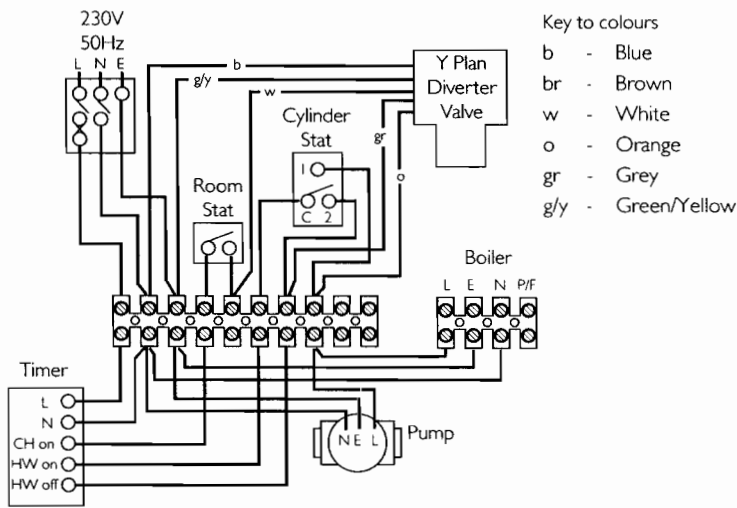 230V
50Hz
L N E
b
g/y
w
gr
o
Y Plan
Diverter
Valve
Cylinder
Stat
1
C 2
Room
Stat
Key to colours
b - Blue
br - Brown
w - White
o - Orange
gr - Grey
g/y - Green/Yellow
Boiler
L E N P/F
Timer
L
N
CH on
HW on
HW off
N E L
Pump